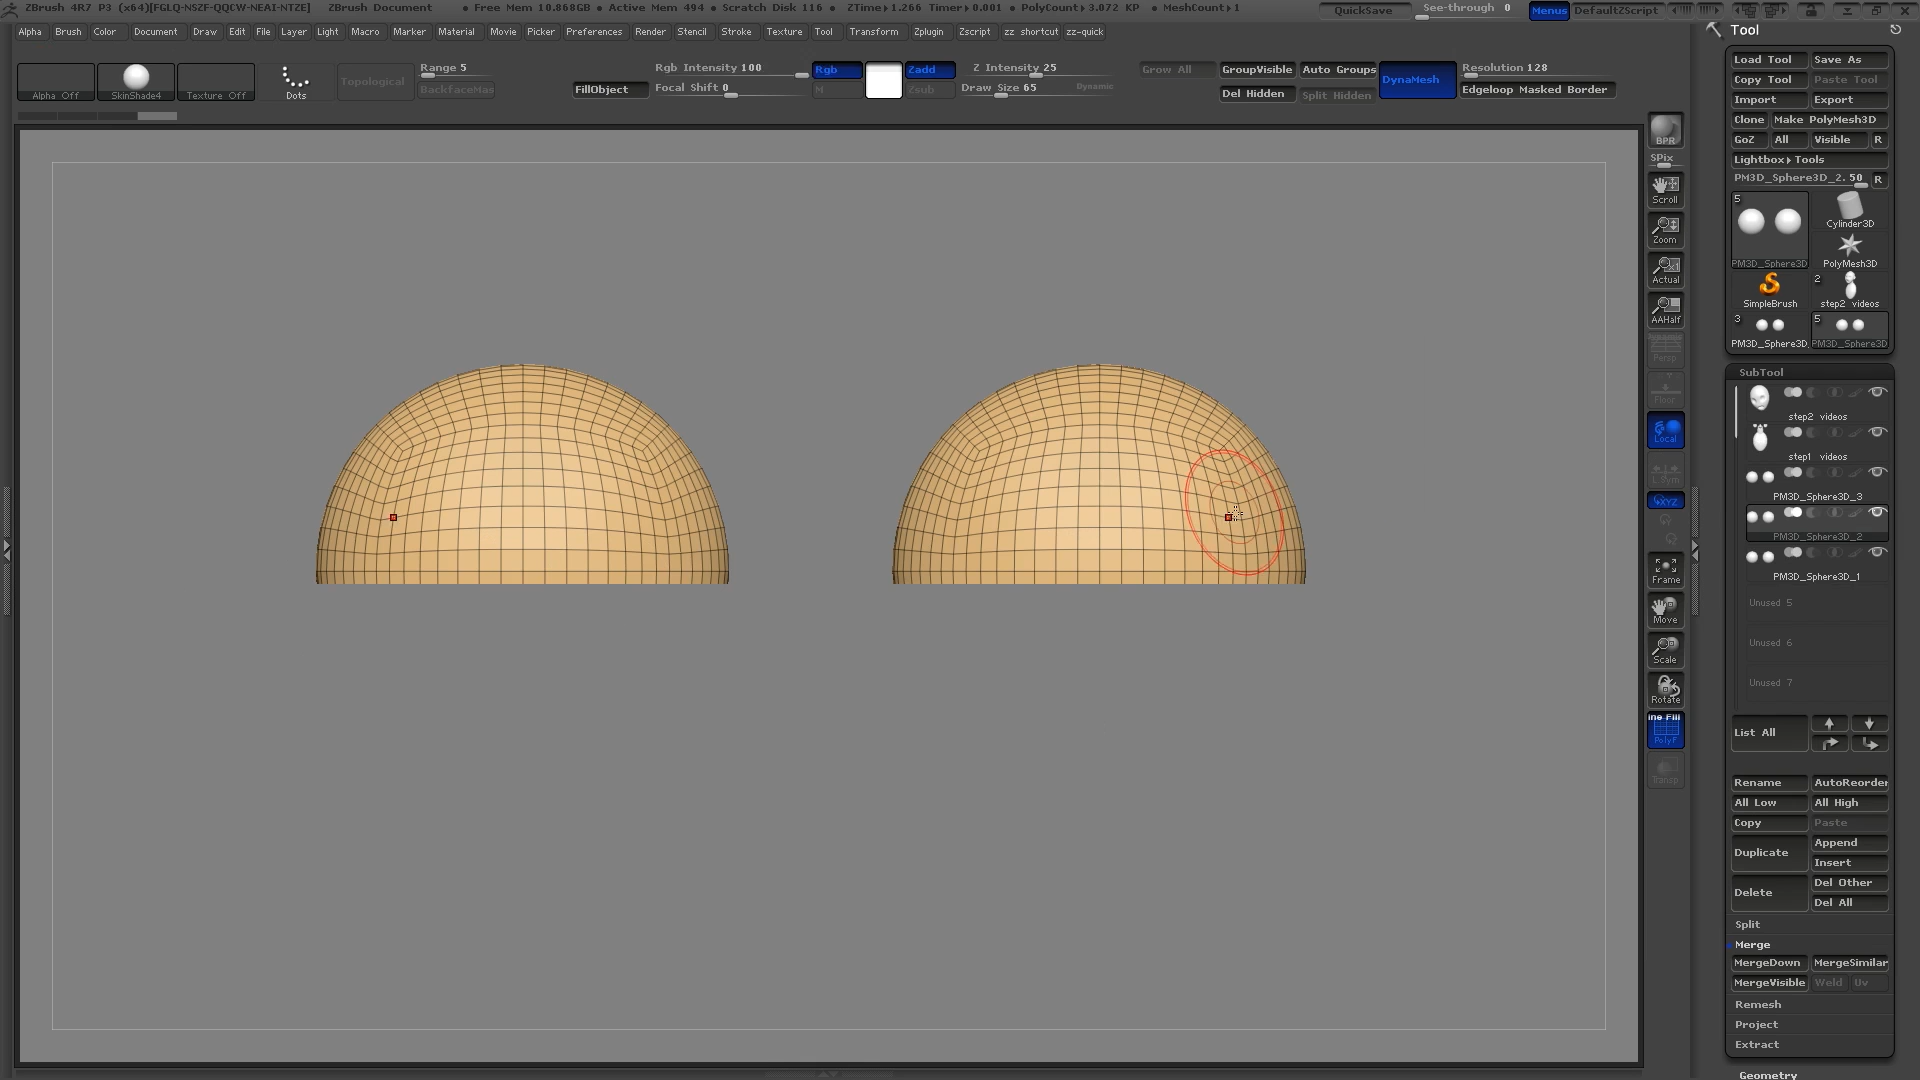 ZBrush 4R7 P3 (x64)[FGLQ-NSZF-QQCW-NEAI-NTZE] ZBrush Document • Free Mem 10.868GB • Active Mem 494 • Scratch Disk 116 • ZTime▸1.266 Timer▸0.001 • PolyCount▸3.072 KP • MeshCount▸1 QuickSave See-through 0 Menus DefaultZScript
Alpha Brush Color Document Draw Edit File Layer Light Macro Marker Material Movie Picker Preferences Render Stencil Stroke Texture Tool Transform Zplugin Zscript zz shortcut zz-quick
Alpha Off SkinShade4 Texture Off Dots Topological Range 5 BackfaceMas
FillObject Rgb Intensity 100 Focal Shift 0 Rgb M Zadd Zsub Z Intensity 25 Draw Size 65 Dynamic
Grow All GroupVisible Auto Groups DynaMesh Resolution 128
Del Hidden Split Hidden Edgeloop Masked Border
BPR
SPix
Scroll
Zoom
Actual
AAHalf
Persp
Floor
Local
L.Sym
XYZ
Frame
Move
Scale
Rotate
ine Fill
PolyF
Transp
Tool
Load Tool Save As
Copy Tool Paste Tool
Import Export
Clone Make PolyMesh3D
GoZ All Visible R
Lightbox▸Tools
PM3D_Sphere3D_2. 50 R
5
Cylinder3D
PM3D_Sphere3D PolyMesh3D
2
SimpleBrush step2 videos
3 5
PM3D_Sphere3D. PM3D_Sphere3D
SubTool
step2 videos
step1 videos
PM3D_Sphere3D_3
PM3D_Sphere3D_2
PM3D_Sphere3D_1
Unused 5
Unused 6
Unused 7
List All
Rename AutoReorder
All Low All High
Copy Paste
Duplicate Append
Insert
Delete Del Other
Del All
Split
Merge
MergeDown MergeSimilar
MergeVisible Weld Uv
Remesh
Project
Extract
Geometry